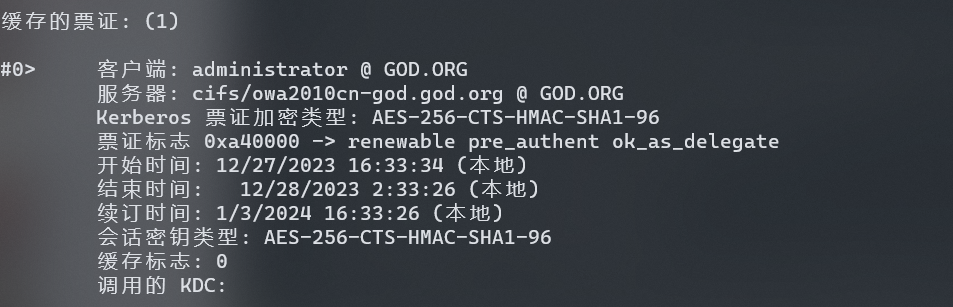 缓存的票证: (1)
#0> 客户端: administrator @ GOD.ORG
服务器: cifs/owa2010cn-god.god.org @ GOD.ORG
Kerberos 票证加密类型: AES-256-CTS-HMAC-SHA1-96
票证标志 0xa40000 -> renewable pre_authent ok_as_delegate
开始时间: 12/27/2023 16:33:34 (本地)
结束时间:   12/28/2023 2:33:26 (本地)
续订时间: 1/3/2024 16:33:26 (本地)
会话密钥类型: AES-256-CTS-HMAC-SHA1-96
缓存标志: 0
调用的 KDC: